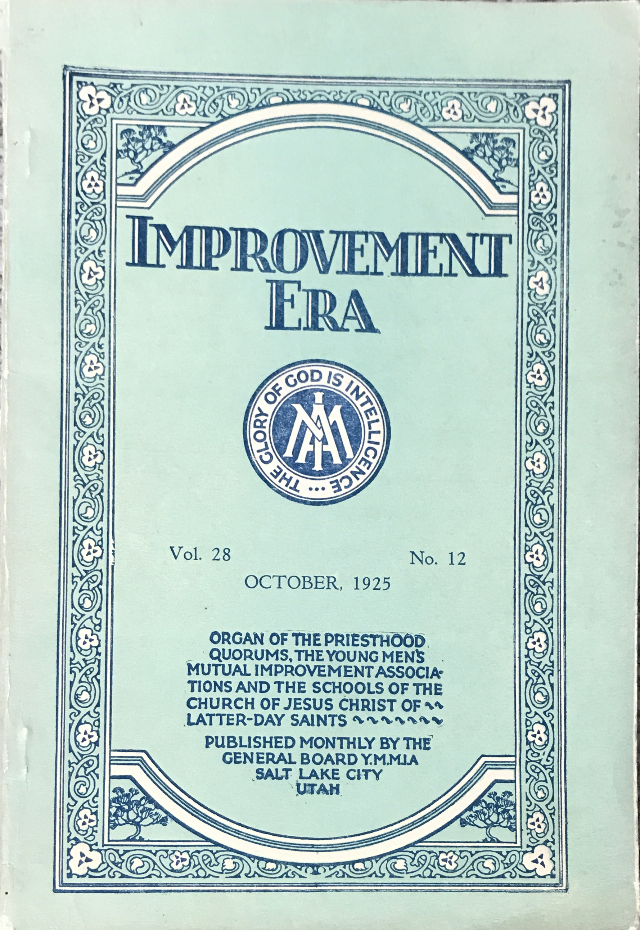 IMPROVEMENT
ERA
THE GLORY OF GOD IS INTELLIGENCE ...
MIA
Vol. 28 No. 12
OCTOBER, 1925
ORGAN OF THE PRIESTHOOD
QUORUMS, THE YOUNG MEN'S
MUTUAL IMPROVEMENT ASSOCIA-
TIONS AND THE SCHOOLS OF THE
CHURCH OF JESUS CHRIST OF
LATTER-DAY SAINTS
PUBLISHED MONTHLY BY THE
GENERAL BOARD Y.M.M.I.A
SALT LAKE CITY
UTAH